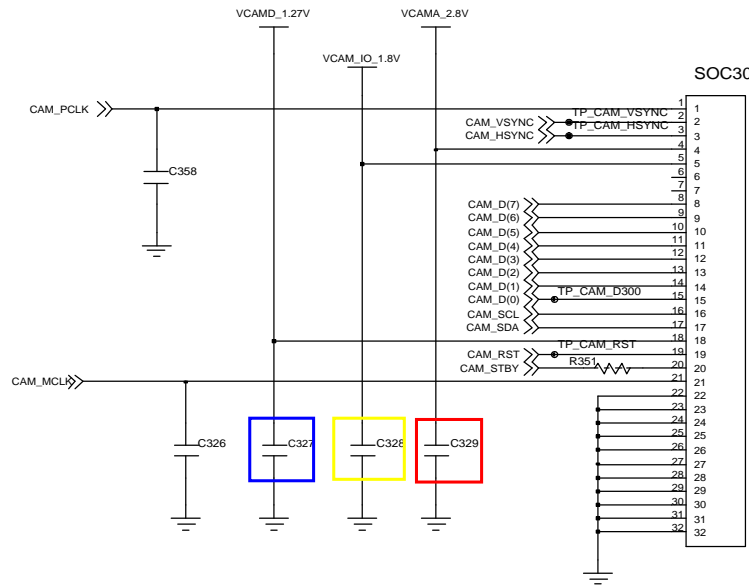 VCAMD_1.27V
VCAMA_2.8V
VCAM_IO_1.8V
SOC30
CAM_PCLK
1 1
TP_CAM_VSYNC
CAM_VSYNC 2 2
TP_CAM_HSYNC
CAM_HSYNC 3 3
4 4
5 5
C358
6 6
7 7
CAM_D(7) 8 8
CAM_D(6) 9 9
CAM_D(5) 10 10
CAM_D(4) 11 11
CAM_D(3) 12 12
CAM_D(2) 13 13
CAM_D(1) 14 14
TP_CAM_D300
CAM_D(0) 15 15
CAM_SCL 16 16
CAM_SDA 17 17
18 18
TP_CAM_RST
CAM_RST 19 19
R351
CAM_STBY 20 20
CAM_MCLK 21 21
22 22
23 23
24 24
25 25
C326 C327 C328 C329
26 26
27 27
28 28
29 29
30 30
31 31
32 32